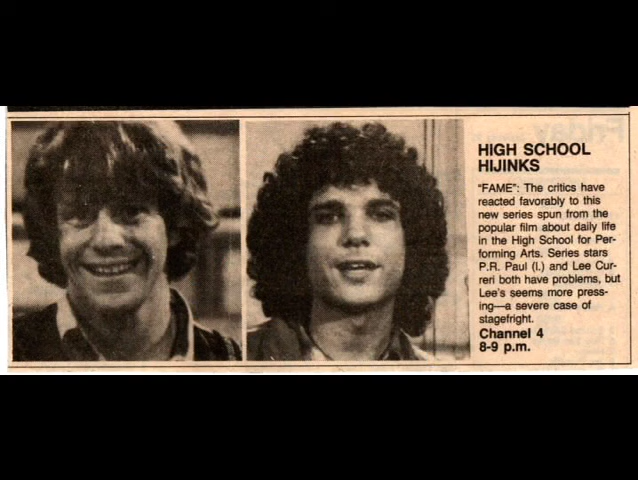 HIGH SCHOOL
HIJINKS
"FAME": The critics have
reacted favorably to this
new series spun from the
popular film about daily life
in the High School for Per-
forming Arts. Series stars
P.R. Paul (l.) and Lee Cur-
reri both have problems, but
Lee's seems more press-
ing—a severe case of
stagefright.
Channel 4
8-9 p.m.